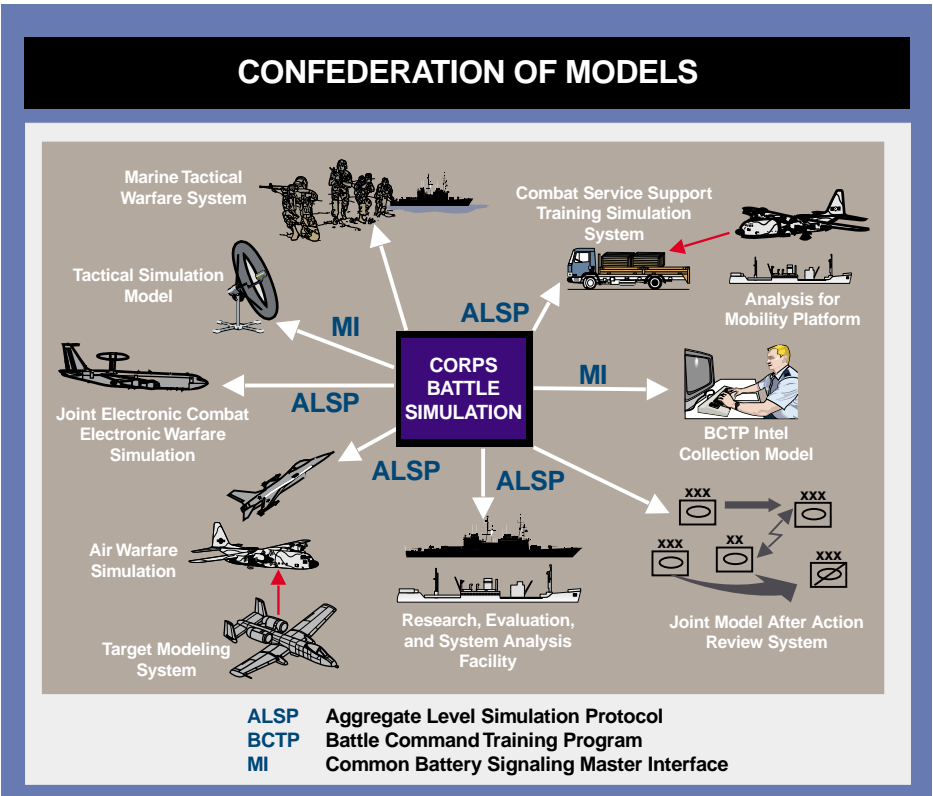 CONFEDERATION OF MODELS
Marine Tactical
Warfare System
Combat Service Support
Training Simulation
System
Tactical Simulation
Model
Analysis for
Mobility Platform
MI
ALSP
CORPS
BATTLE
SIMULATION
MI
ALSP
Joint Electronic Combat
Electronic Warfare
Simulation
BCTP Intel
Collection Model
ALSP
ALSP
xxx
xxx
xxx
xx
xxx
Air Warfare
Simulation
Research, Evaluation,
and System Analysis
Facility
Joint Model After Action
Review System
Target Modeling
System
ALSP Aggregate Level Simulation Protocol
BCTP Battle Command Training Program
MI Common Battery Signaling Master Interface